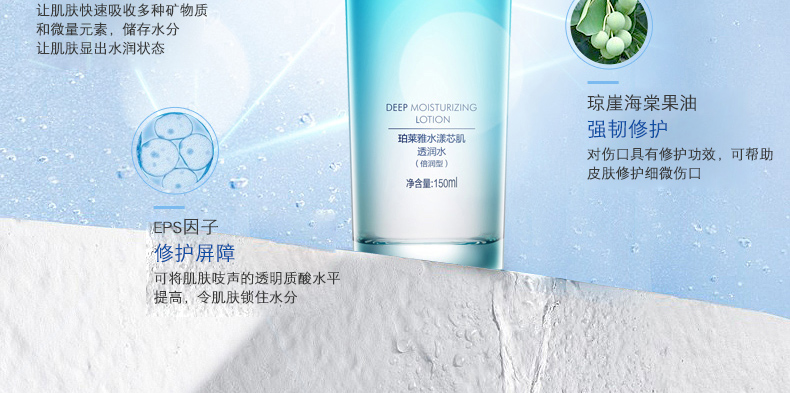 让肌肤快速吸收多种矿物质
和微量元素，储存水分
让肌肤显出水润状态
DEEP MOISTURIZING
LOTION
珀莱雅水漾芯肌
透润水
（倍润型）
净含量:150ml
琼崖海棠果油
强韧修护
对伤口具有修护功效，可帮助
皮肤修护细微伤口
EPS因子
修护屏障
可将肌肤吱声的透明质酸水平
提高，令肌肤锁住水分